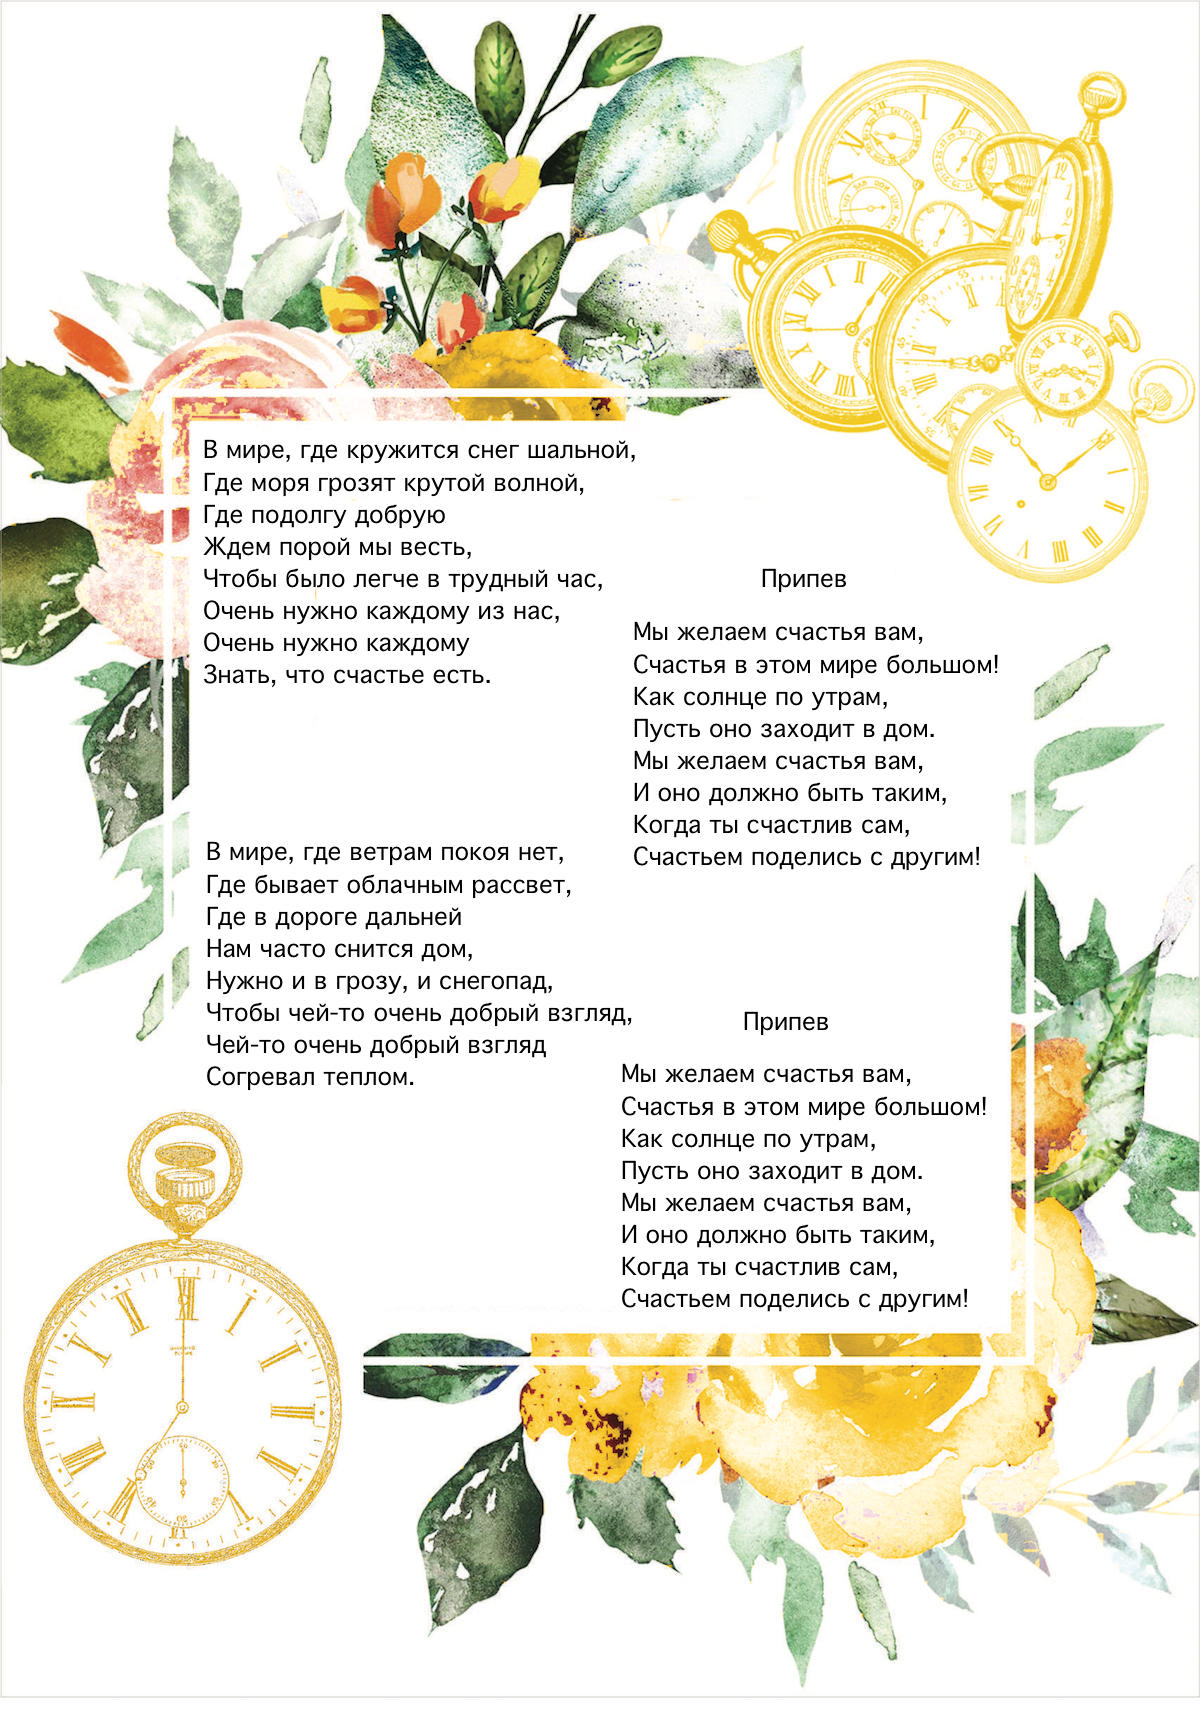 В мире, где кружится снег шальной,
Где моря грозят крутой волной,
Где подолгу добрую
Ждем порой мы весть,
Чтобы было легче в трудный час,
Очень нужно каждому из нас,
Очень нужно каждому
Знать, что счастье есть.
Припев
Мы желаем счастья вам,
Счастья в этом мире большом!
Как солнце по утрам,
Пусть оно заходит в дом.
Мы желаем счастья вам,
И оно должно быть таким,
Когда ты счастлив сам,
Счастьем поделись с другим!
В мире, где ветрам покоя нет,
Где бывает облачным рассвет,
Где в дороге дальней
Нам часто снится дом,
Нужно и в грозу, и снегопад,
Чтобы чей-то очень добрый взгляд,
Чей-то очень добрый взгляд
Согревал теплом.
Припев
Мы желаем счастья вам,
Счастья в этом мире большом!
Как солнце по утрам,
Пусть оно заходит в дом.
Мы желаем счастья вам,
И оно должно быть таким,
Когда ты счастлив сам,
Счастьем поделись с другим!